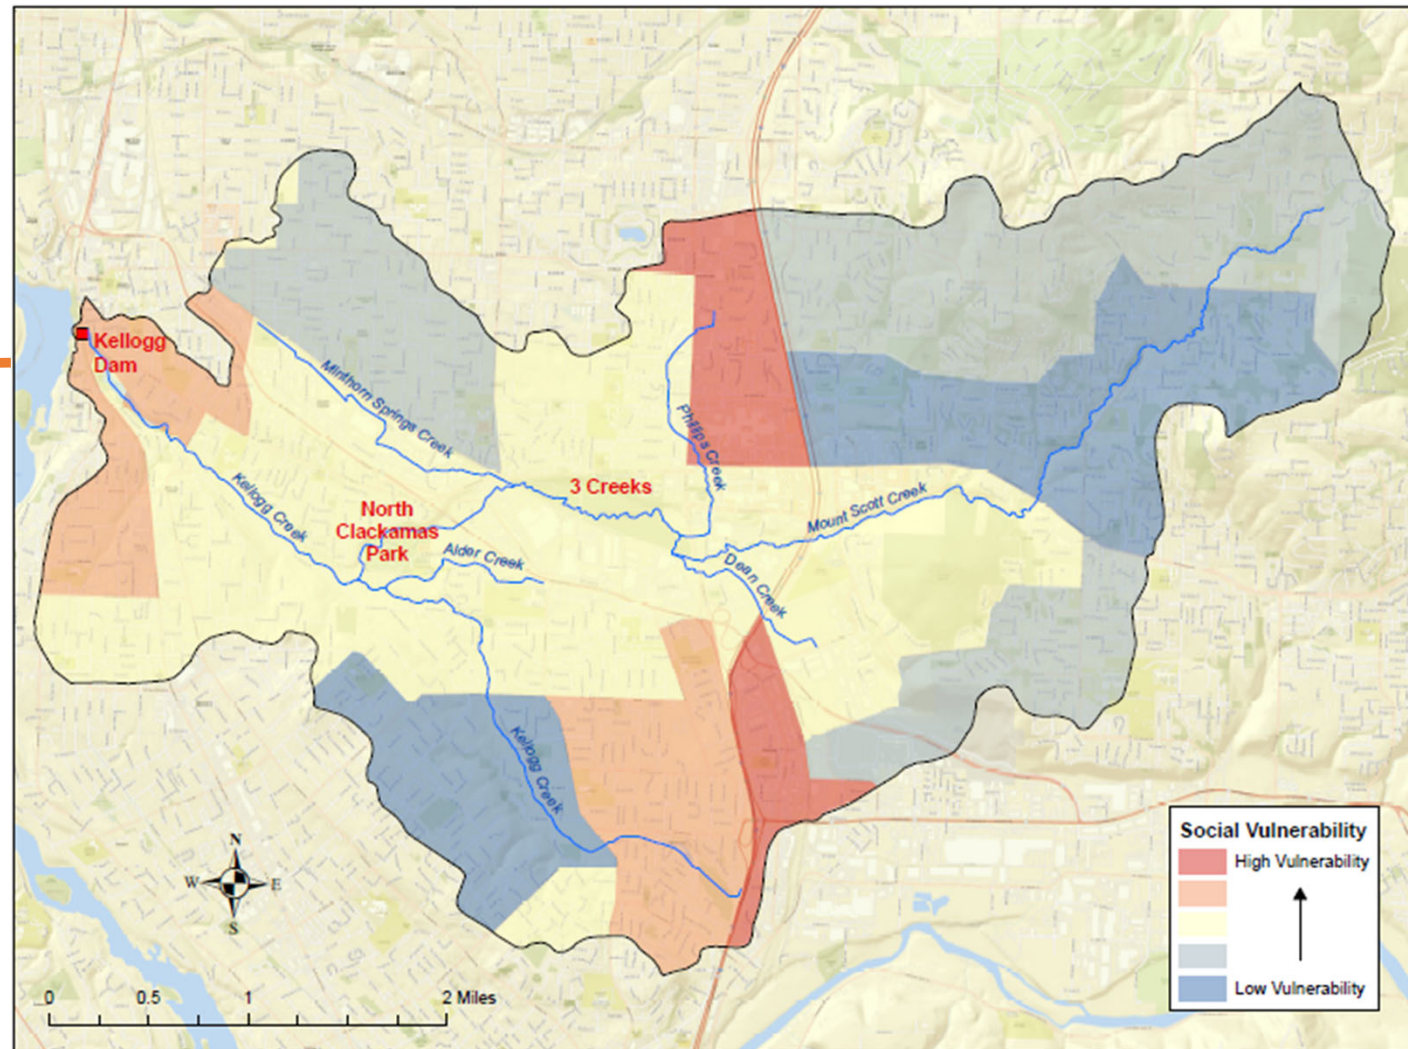 Kellogg
Dam
Minthorn Springs Creek
Phillips Creek
3 Creeks
Kellogg Creek
North
Clackamas
Park
Mount Scott Creek
Alder Creek
Dean Creek
Kellogg Creek
N
W E
S
0 0.5 1 2 Miles
Social Vulnerability
High Vulnerability
Low Vulnerability